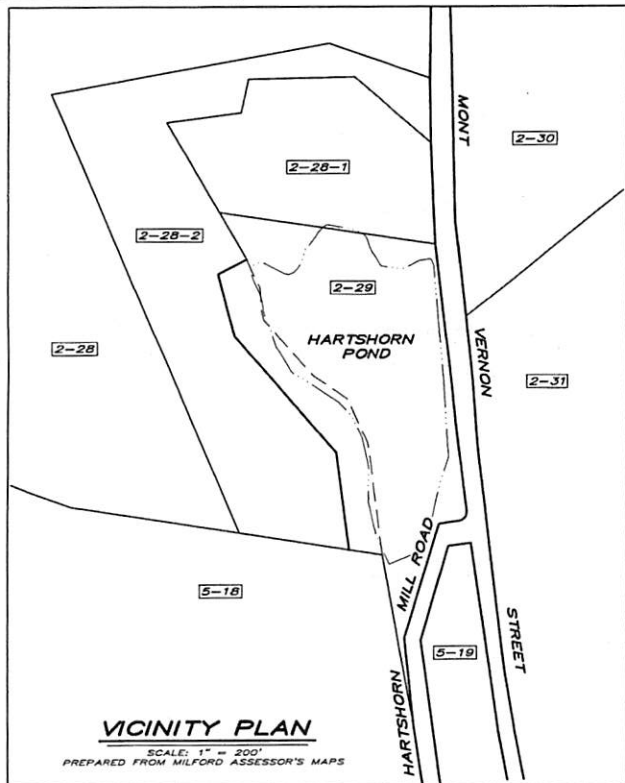 MONT
2-30
2-28-1
2-28-2
2-29
HARTSHORN
POND
VERNON
2-28
2-31
MILL ROAD
5-18
STREET
5-19
HARTSHORN
VICINITY PLAN
SCALE: 1" = 200'
PREPARED FROM MILFORD ASSESSOR'S MAPS